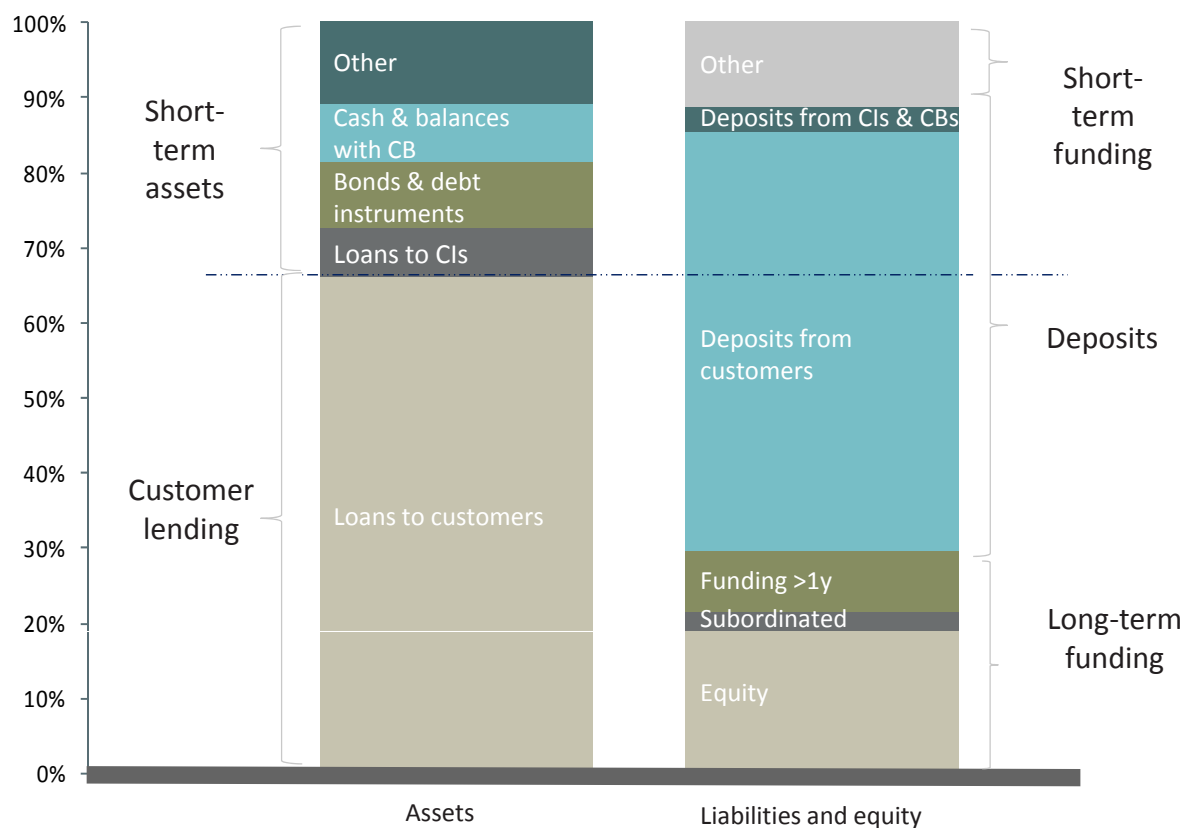 100%
90%
80%
70%
60%
50%
40%
30%
20%
10%
0%
Short-
term
assets
Customer
lending
Other
Cash & balances
with CB
Bonds & debt
instruments
Loans to CIs
Loans to customers
Other
Deposits from CIs & CBs
Deposits from
customers
Funding >1y
Subordinated
Equity
Short-
term
funding
Deposits
Long-term
funding
Assets
Liabilities and equity